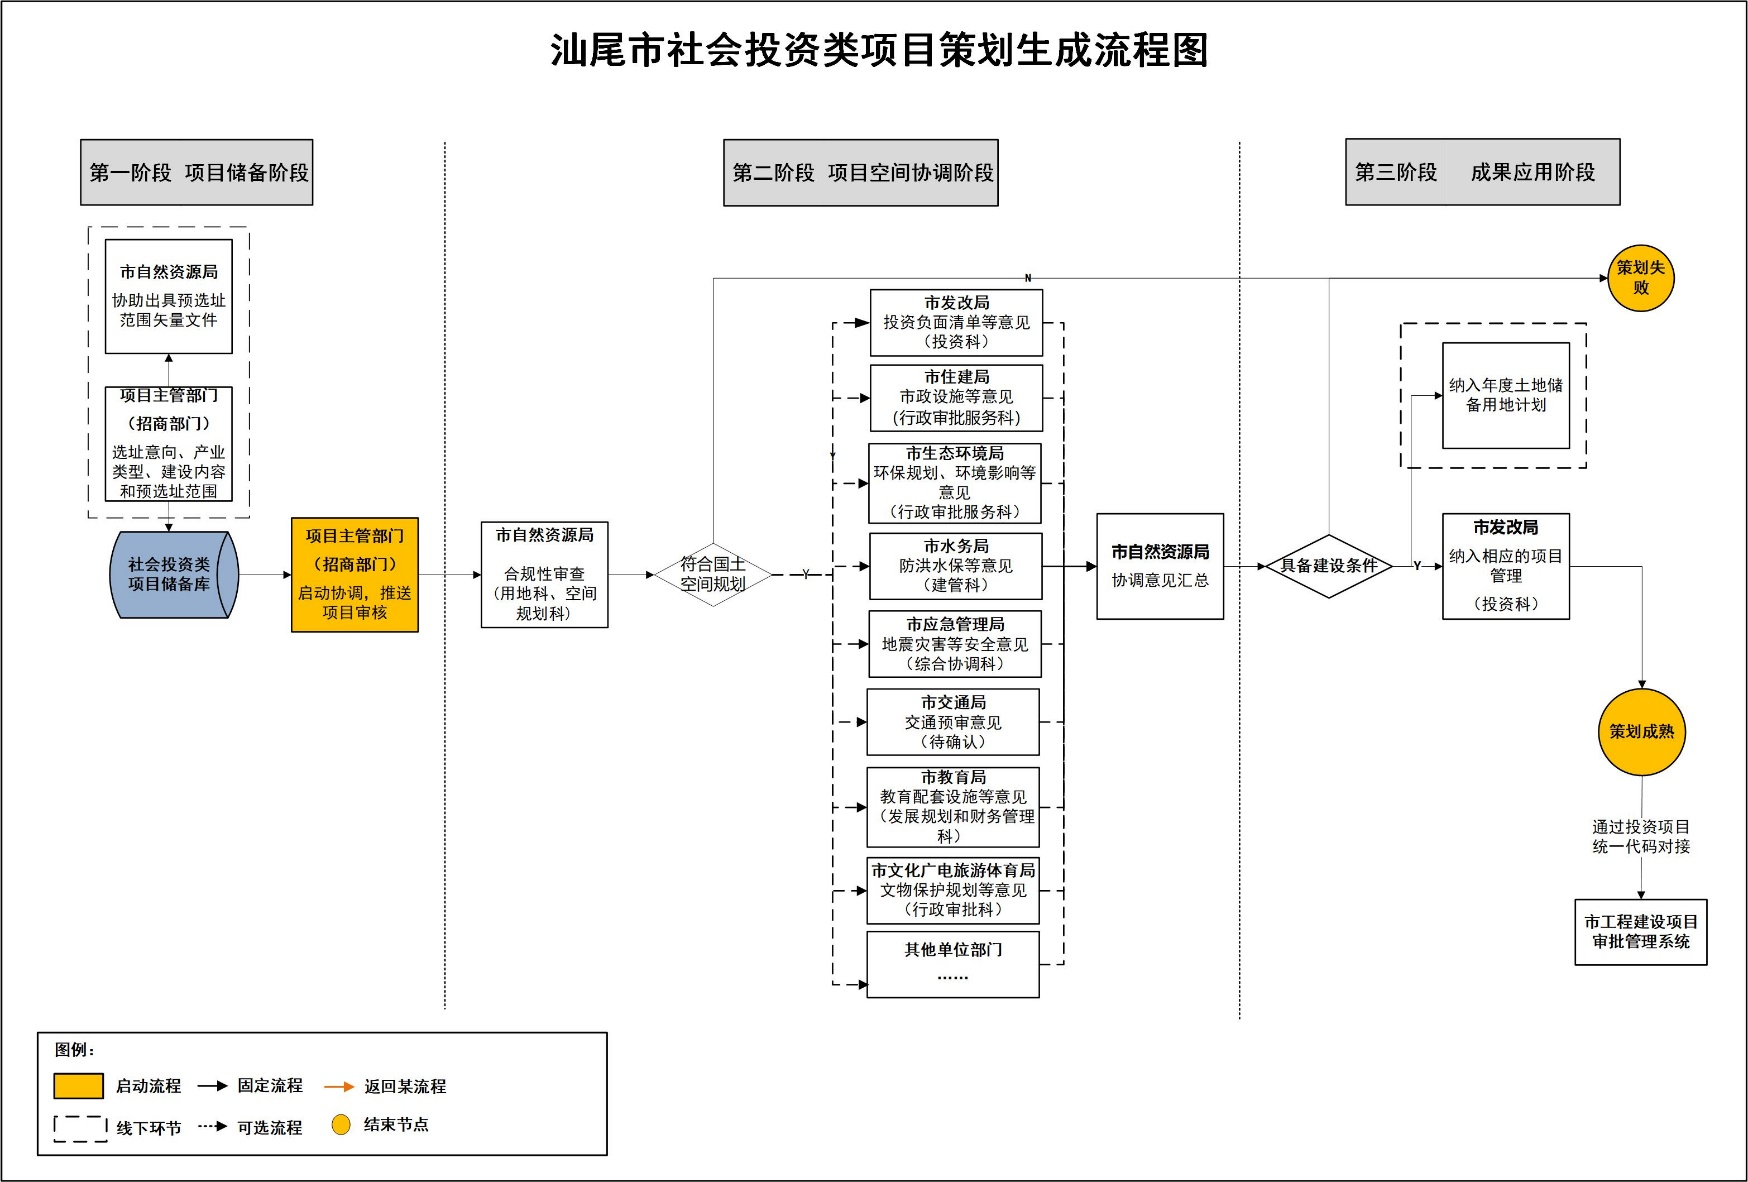 汕尾市社会投资类项目策划生成流程图
第一阶段 项目储备阶段
第二阶段 项目空间协调阶段
第三阶段 成果应用阶段
市自然资源局
协助出具预选址
范围矢量文件
项目主管部门
（招商部门）
选址意向、产业
类型、建设内容
和预选址范围
社会投资类
项目储备库
项目主管部门
（招商部门）
启动协调，推送
项目审核
市自然资源局
合规性审查
(用地科、空间
规划科）
符合国土
空间规划
N
Y
Y
市发改局
投资负面清单等意见
（投资科）
市住建局
市政设施等意见
(行政审批服务科)
市生态环境局
环保规划、环境影响等
意见
（行政审批服务科）
市水务局
防洪水保等意见
（建管科）
市应急管理局
地震灾害等安全意见
（综合协调科）
市交通局
交通预审意见
（待确认）
市教育局
教育配套设施等意见
（发展规划和财务管理
科）
市文化广电旅游体育局
文物保护规划等意见
（行政审批科）
其他单位部门
……
市自然资源局
协调意见汇总
具备建设条件
Y
策划失
败
纳入年度土地储
备用地计划
市发改局
纳入相应的项目
管理
（投资科）
策划成熟
通过投资项目
统一代码对接
市工程建设项目
审批管理系统
图例：
启动流程 固定流程 返回某流程
线下环节 可选流程 结束节点